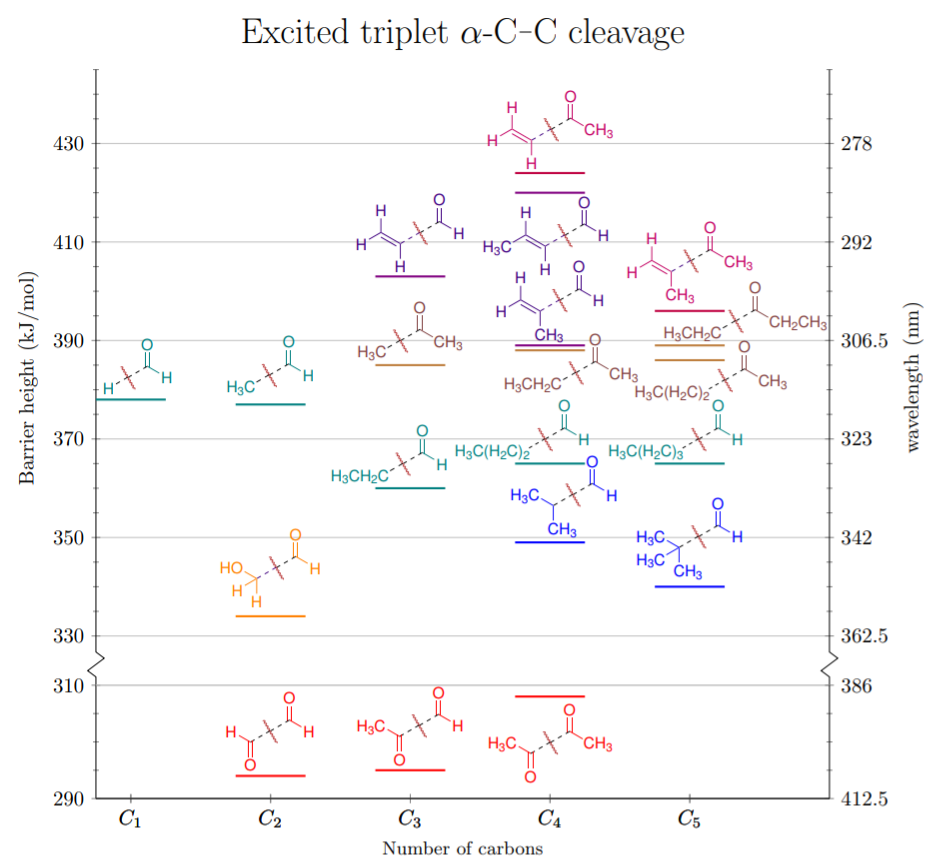 Excited triplet α-C-C cleavage
Barrier height (kJ/mol)
wavelength (nm)
430
410
390
370
350
330
310
290
278
292
306.5
323
342
362.5
386
412.5
H O CH₃ H H
H O H H H
H O H₃C H H
H O H H CH₃
H O H CH₃ CH₃
O H₃C CH₃
O H₃CH₂C CH₃
O H₃CH₂C CH₂CH₃
O H₃C(H₂C)₂ CH₃
O H H
O H₃C H
O H₃CH₂C H
O H₃C(H₂C)₂ H
O H₃C(H₂C)₃ H
O H₃C H CH₃
O H₃C H H₃C CH₃
O HO H H H
O H H O
O H₃C H O
O H₃C CH₃ O
C₁ C₂ C₃ C₄ C₅
Number of carbons